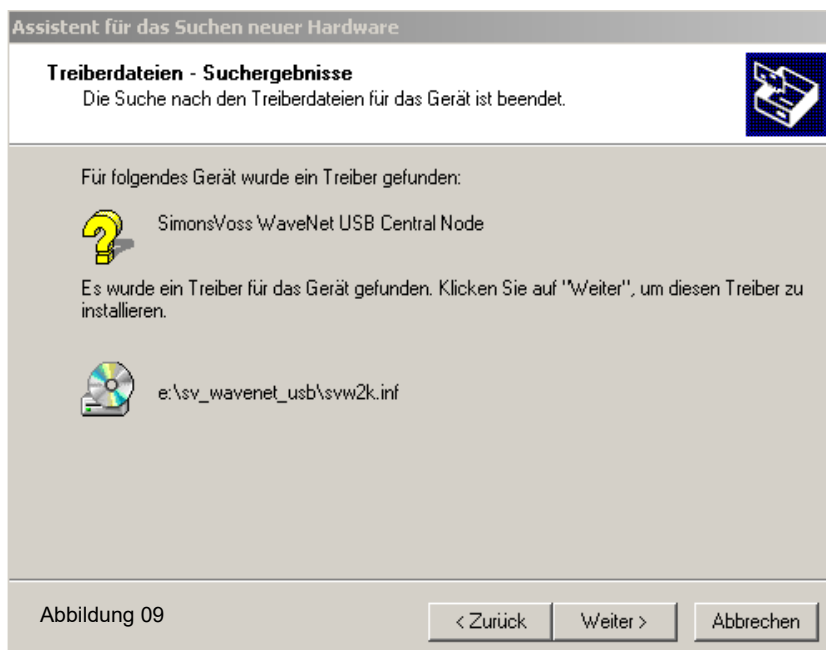 Assistent für das Suchen neuer Hardware
Treiberdateien - Suchergebnisse
Die Suche nach den Treiberdateien für das Gerät ist beendet.
Für folgendes Gerät wurde ein Treiber gefunden:
SimonsVoss WaveNet USB Central Node
Es wurde ein Treiber für das Gerät gefunden. Klicken Sie auf "Weiter", um diesen Treiber zu
installieren.
e:\sv_wavenet_usb\svw2k.inf
Abbildung 09
< Zurück
Weiter >
Abbrechen